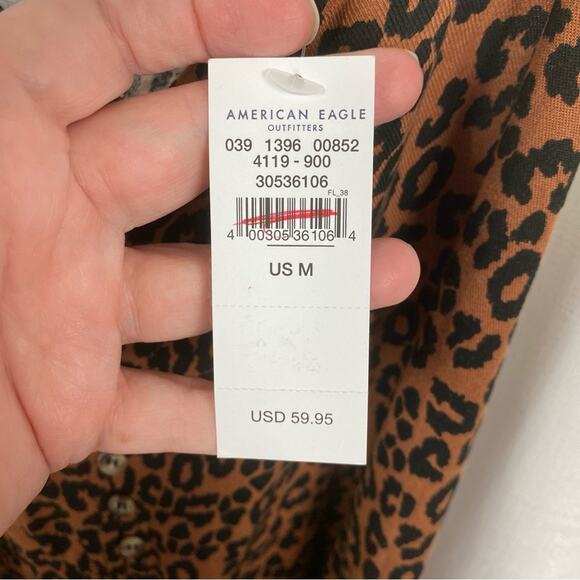 AMERICAN EAGLE
OUTFITTERS
039 1396 00852
4119 - 900
30536106
FL_38
4 00305 36106 4
US M
USD 59.95